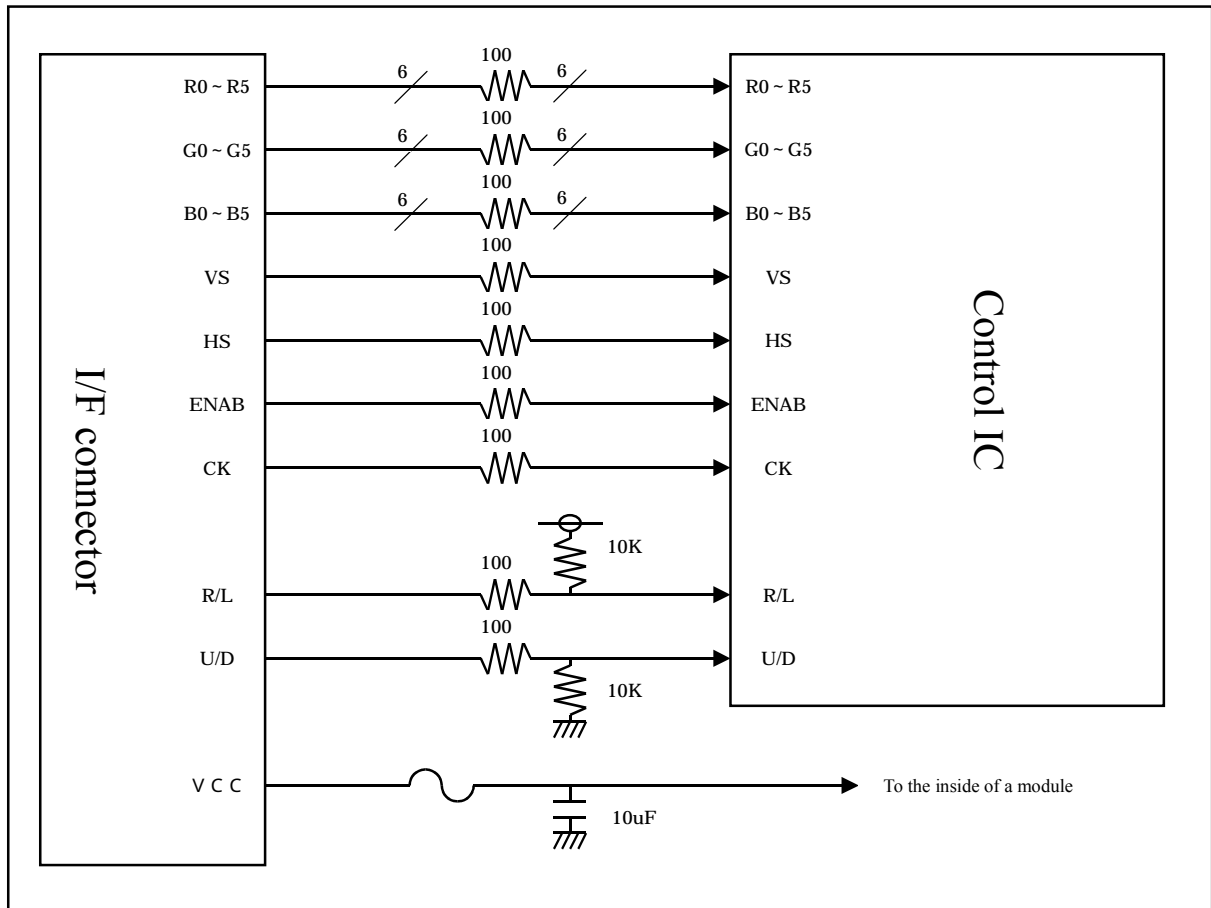 100
R0 ~ R5 6 6 R0 ~ R5
100
G0 ~ G5 6 6 G0 ~ G5
100
B0 ~ B5 6 6 B0 ~ B5
100
VS VS
100
HS HS
100
ENAB ENAB
100
CK CK
I/F connector
Control IC
10K
100
R/L R/L
100
U/D U/D
10K
VCC To the inside of a module
10uF